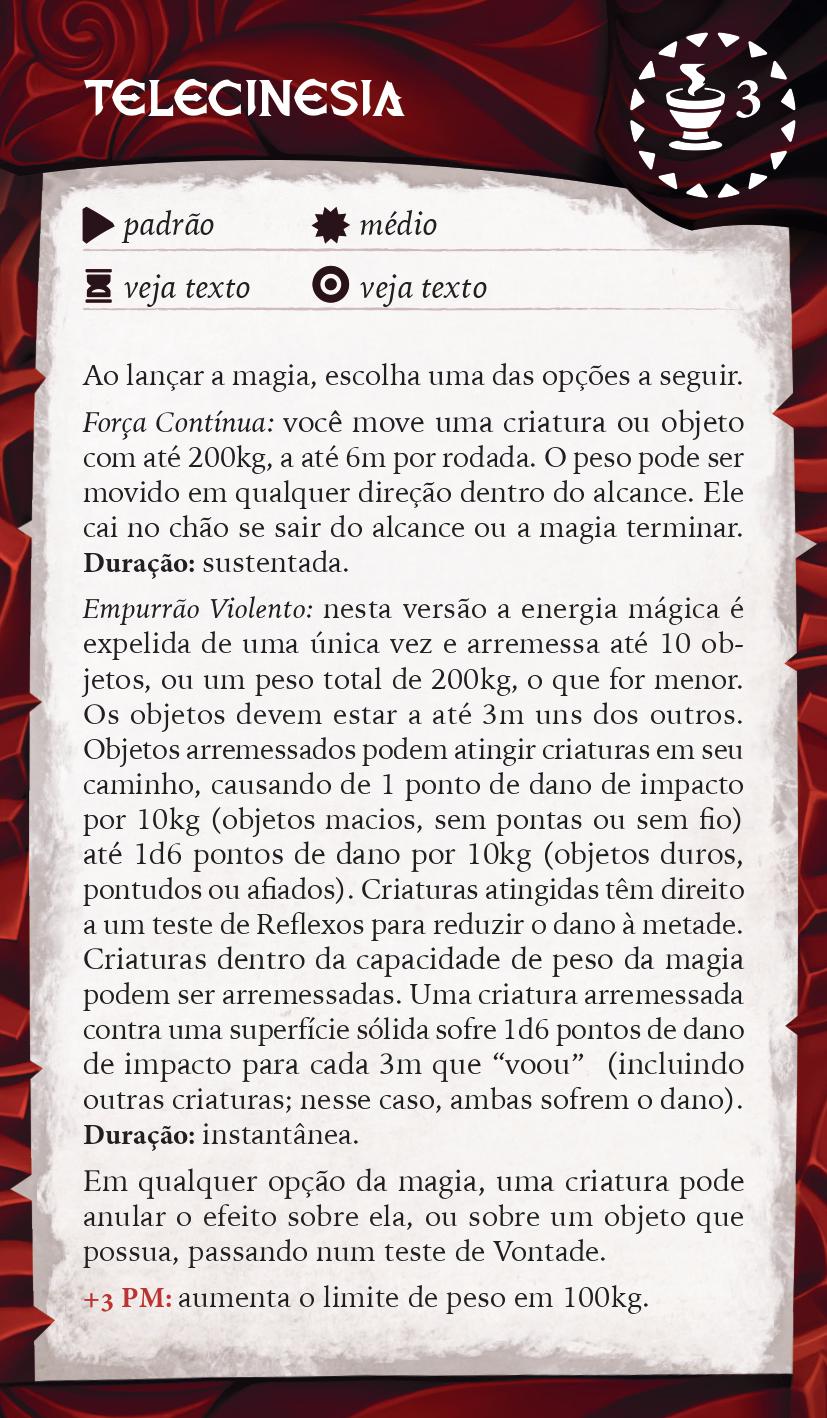 TELECINESIA
3
padrão médio
veja texto veja texto
Ao lançar a magia, escolha uma das opções a seguir.
Força Contínua: você move uma criatura ou objeto
com até 200kg, a até 6m por rodada. O peso pode ser
movido em qualquer direção dentro do alcance. Ele
cai no chão se sair do alcance ou a magia terminar.
Duração: sustentada.
Empurrão Violento: nesta versão a energia mágica é
expelida de uma única vez e arremessa até 10 ob-
jetos, ou um peso total de 200kg, o que for menor.
Os objetos devem estar a até 3m uns dos outros.
Objetos arremessados podem atingir criaturas em seu
caminho, causando de 1 ponto de dano de impacto
por 10kg (objetos macios, sem pontas ou sem fio)
até 1d6 pontos de dano por 10kg (objetos duros,
pontudos ou afiados). Criaturas atingidas têm direito
a um teste de Reflexos para reduzir o dano à metade.
Criaturas dentro da capacidade de peso da magia
podem ser arremessadas. Uma criatura arremessada
contra uma superfície sólida sofre 1d6 pontos de dano
de impacto para cada 3m que “voou” (incluindo
outras criaturas; nesse caso, ambas sofrem o dano).
Duração: instantânea.
Em qualquer opção da magia, uma criatura pode
anular o efeito sobre ela, ou sobre um objeto que
possua, passando num teste de Vontade.
+3 PM: aumenta o limite de peso em 100kg.